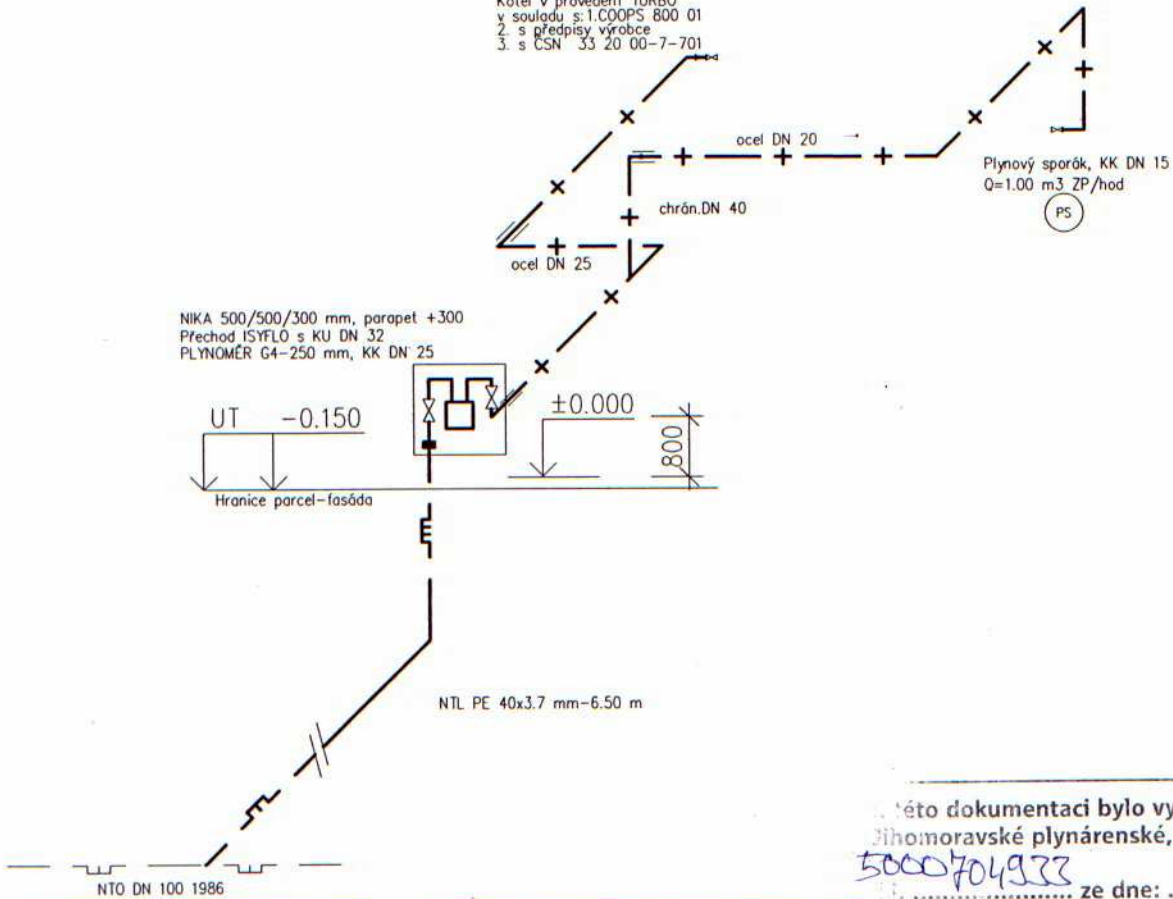 Kotel v provedení TURBO
v souladu s:1.COOPS 800 01
2. s předpisy výrobce
3. s ČSN 33 20 00-7-701
ocel DN 20
Plynový sporák, KK DN 15
Q=1.00 m3 ZP/hod
PS
chrán.DN 40
ocel DN 25
NIKA 500/500/300 mm, parapet +300
Přechod ISYFLO s KU DN 32
PLYNOMĚR G4-250 mm, KK DN 25
UT -0.150
±0.000
800
Hranice parcel-fasáda
NTL PE 40x3.7 mm-6.50 m
NTO DN 100 1986
této dokumentaci bylo vy
Jihomoravské plynárenské,
5000704933
ze dne: